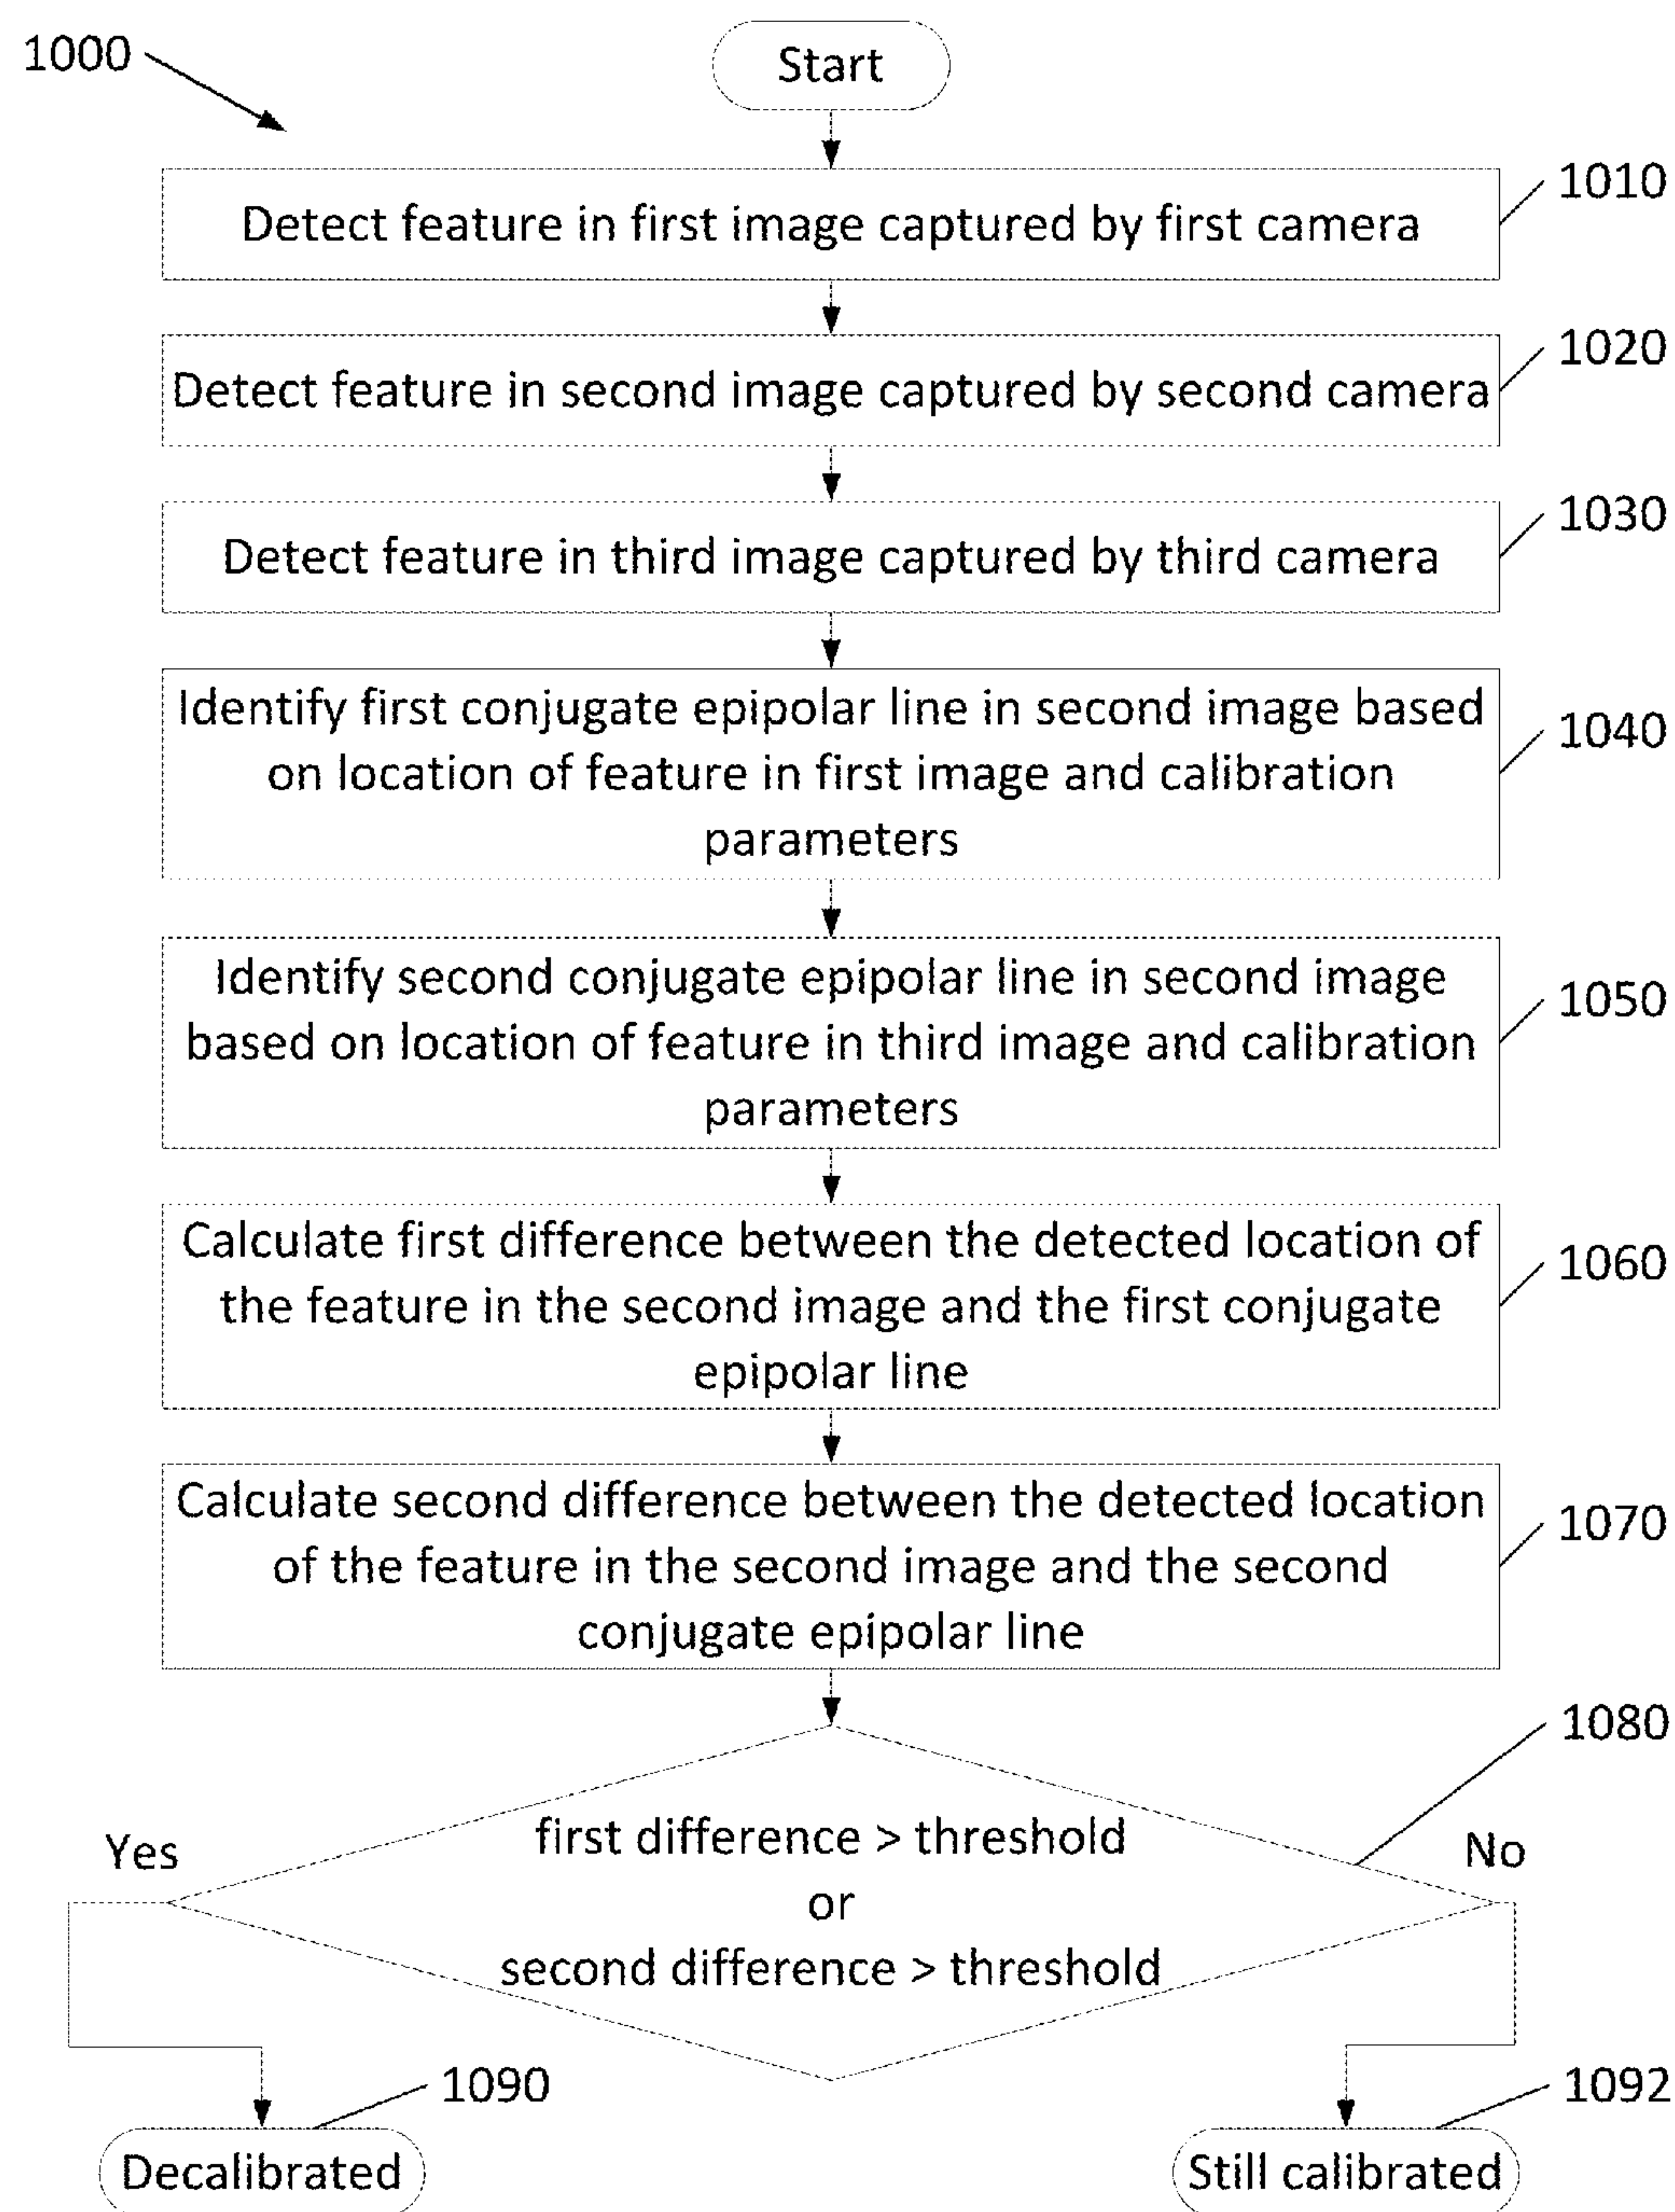 1000
Start
1010
Detect feature in first image captured by first camera
1020
Detect feature in second image captured by second camera
1030
Detect feature in third image captured by third camera
Identify first conjugate epipolar line in second image based
on location of feature in first image and calibration
parameters
1040
Identify second conjugate epipolar line in second image
based on location of feature in third image and calibration
parameters
1050
Calculate first difference between the detected location of
the feature in the second image and the first conjugate
epipolar line
1060
Calculate second difference between the detected location
of the feature in the second image and the second
conjugate epipolar line
1070
1080
first difference > threshold
or
second difference > threshold
Yes
No
1090
Decalibrated
1092
Still calibrated